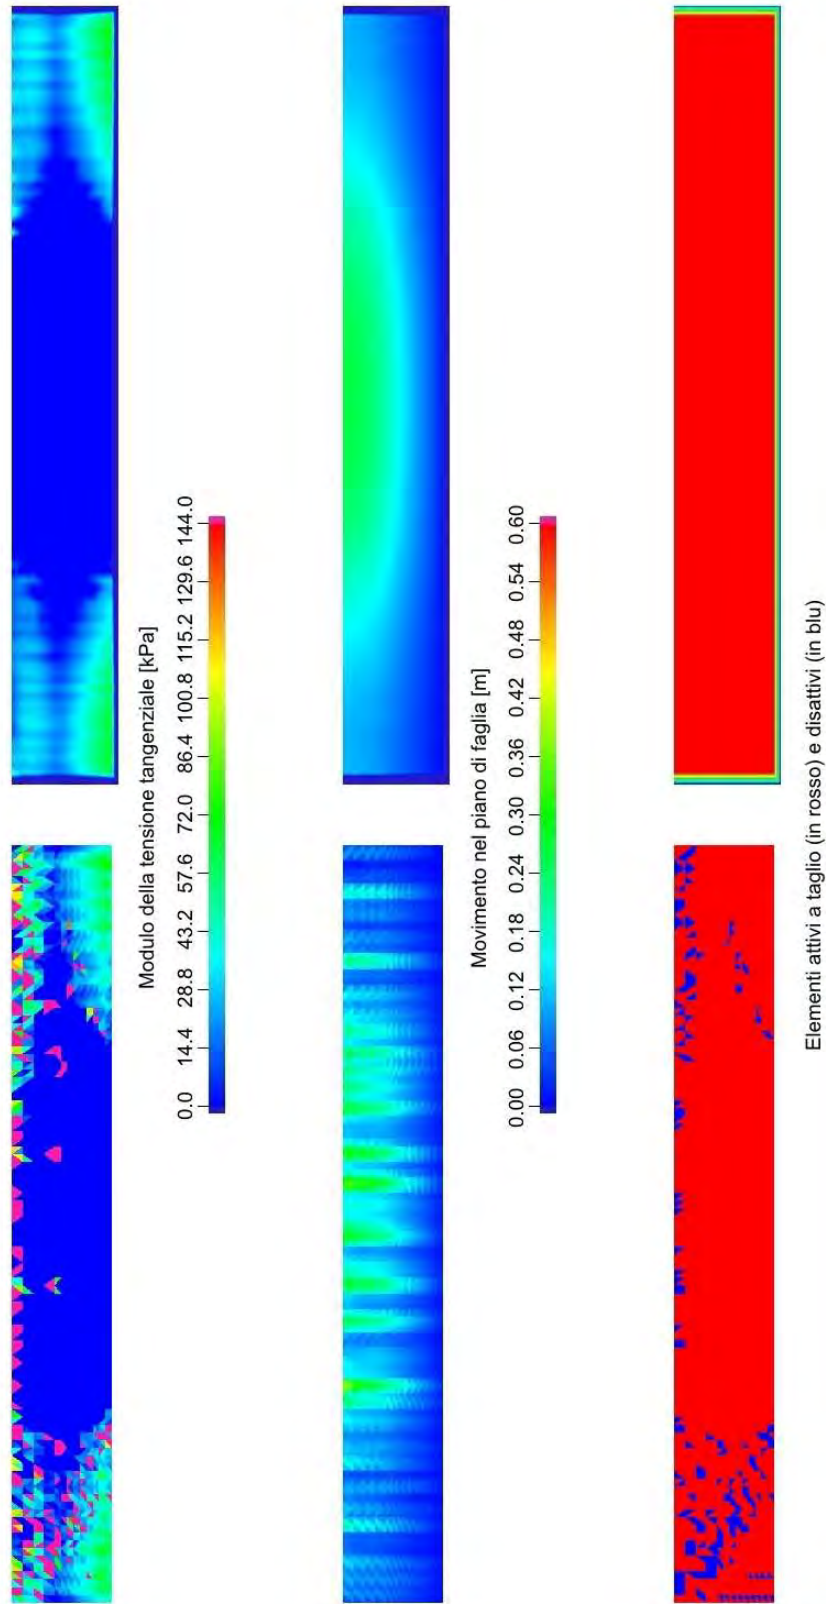 0.0 14.4 28.8 43.2 57.6 72.0 86.4 100.8 115.2 129.6 144.0
Modulo della tensione tangenziale [kPa]
0.00 0.06 0.12 0.18 0.24 0.30 0.36 0.42 0.48 0.54 0.60
Movimento nel piano di faglia [m]
Elementi attivi a taglio (in rosso) e disattivi (in blu)